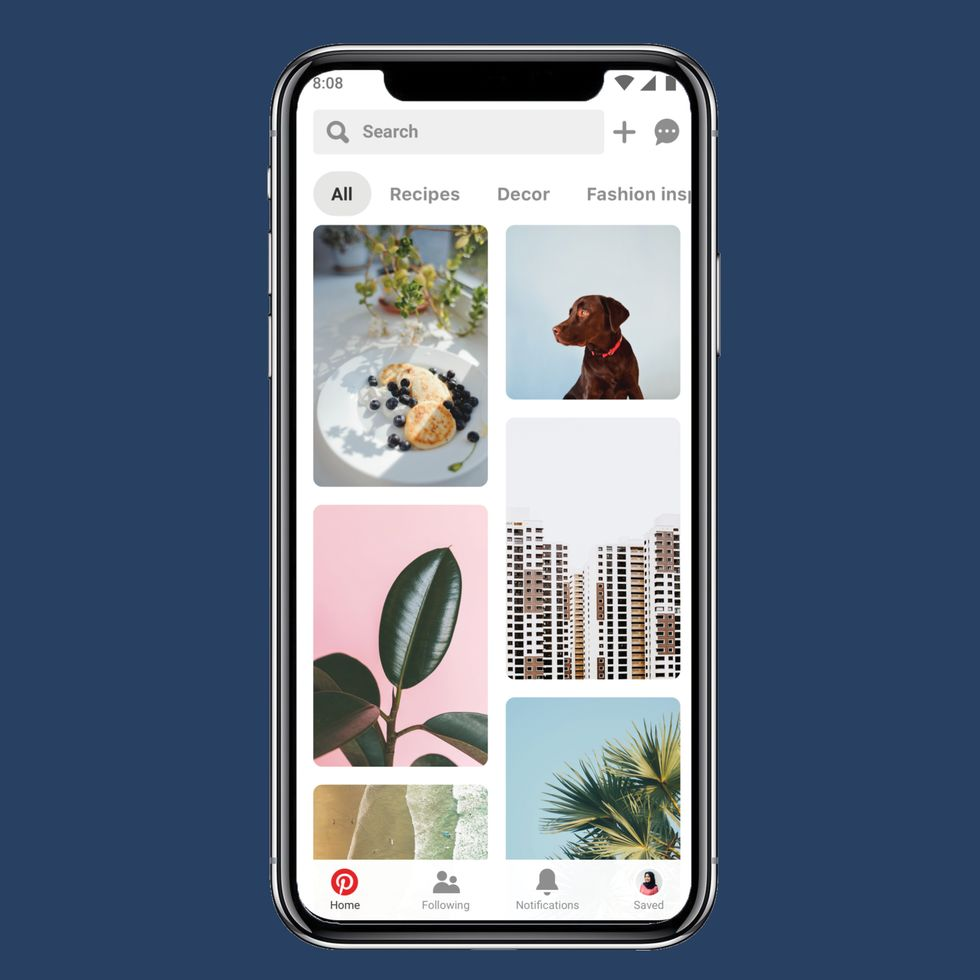 8:08
Search
All Recipes Decor Fashion insp
Home Following Notifications Saved